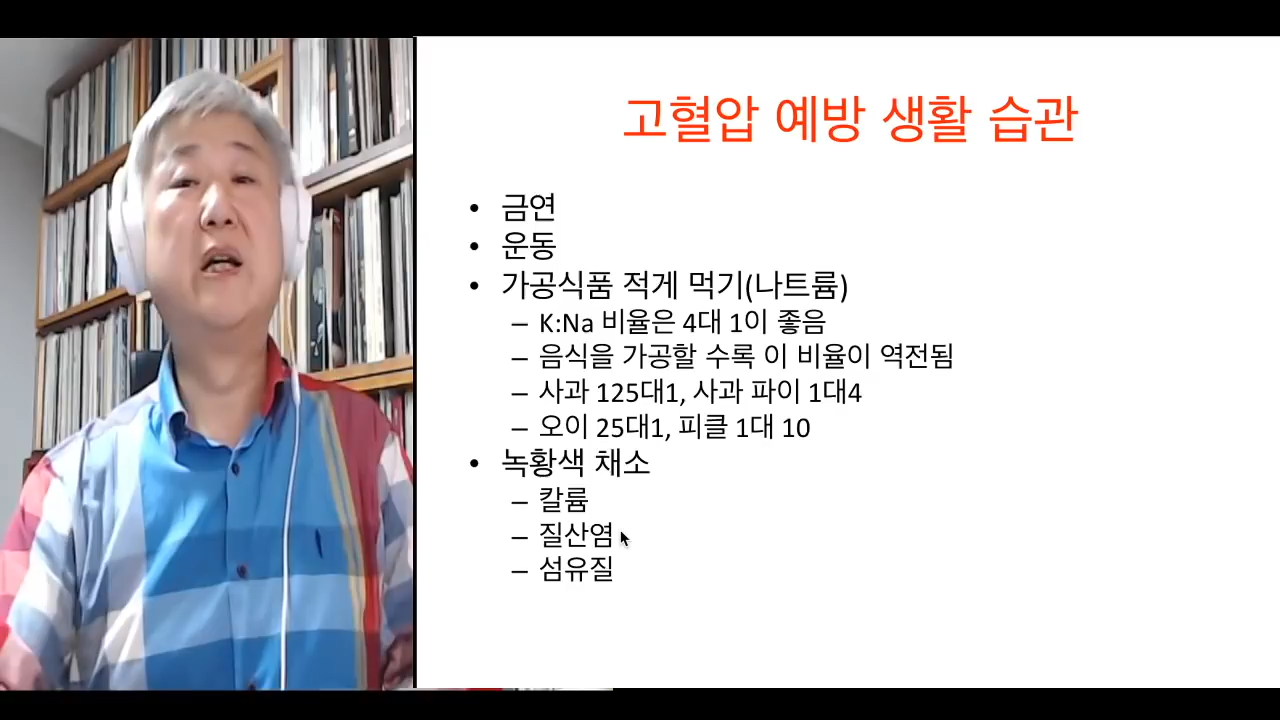 고혈압 예방 생활 습관
• 금연
• 운동
• 가공식품 적게 먹기(나트륨)
– K:Na 비율은 4대 1이 좋음
– 음식을 가공할 수록 이 비율이 역전됨
– 사과 125대1, 사과 파이 1대4
– 오이 25대1, 피클 1대 10
• 녹황색 채소
– 칼륨
– 질산염
– 섬유질